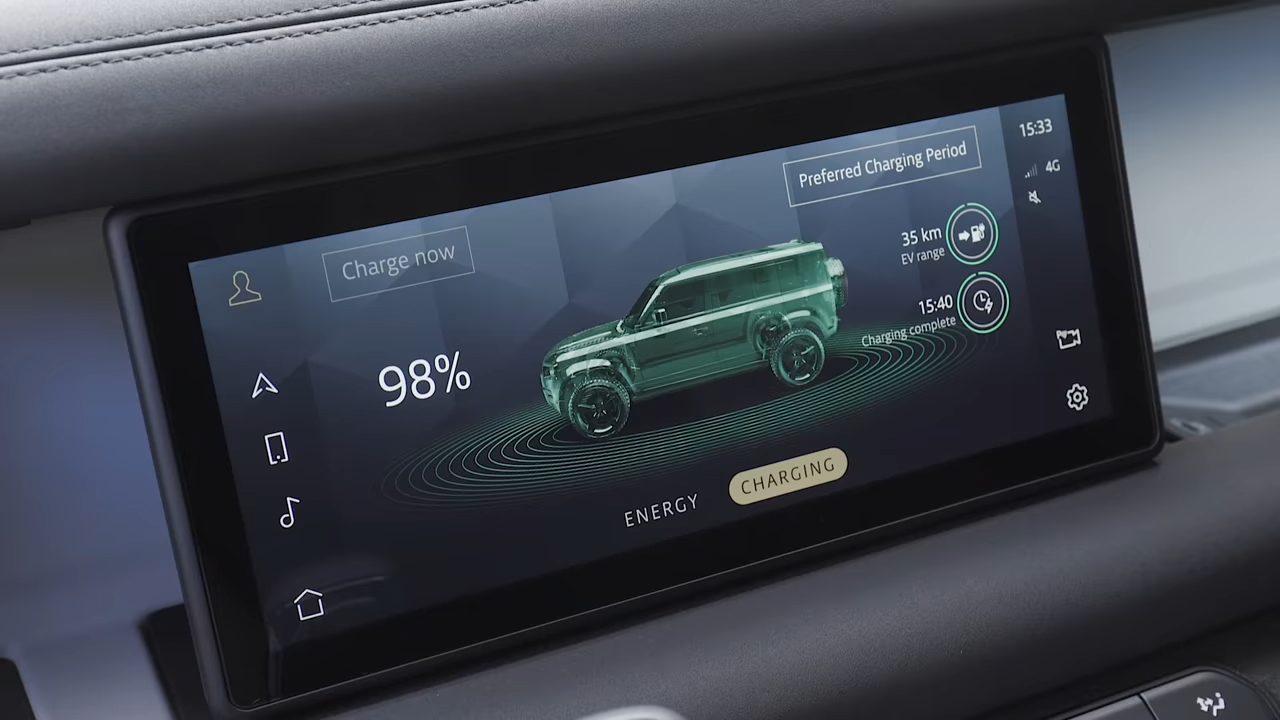 15:33
4G
Preferred Charging Period
Charge now
35 km
EV range
15:40
Charging complete
98%
ENERGY
CHARGING